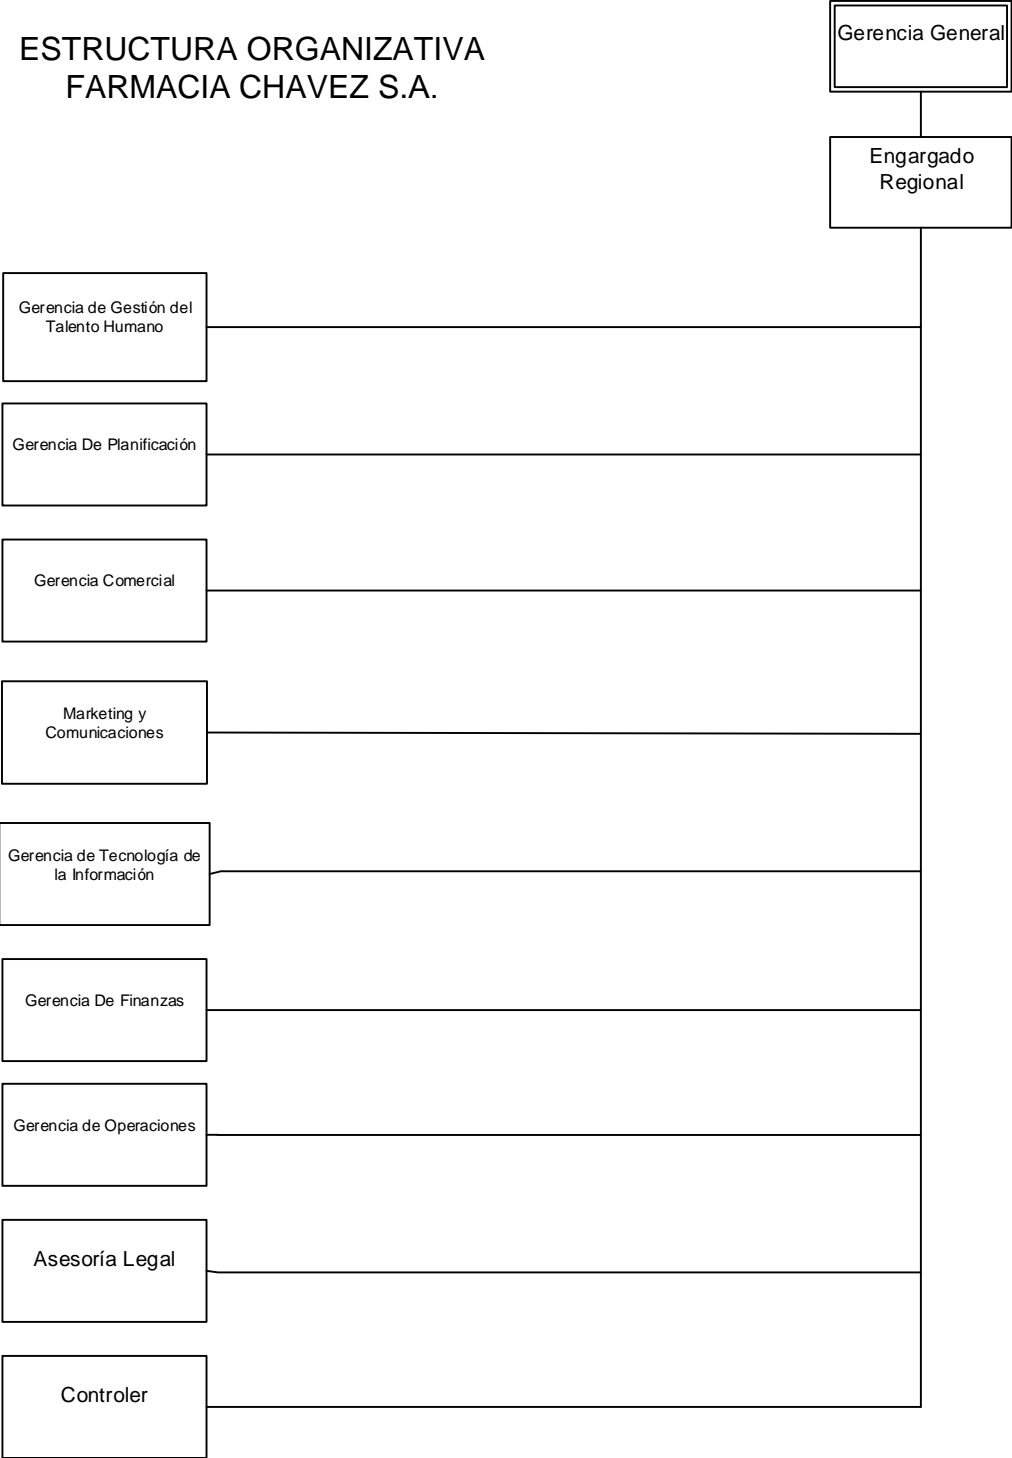 ESTRUCTURA ORGANIZATIVA
FARMACIA CHAVEZ S.A.
Gerencia General
Engargado
Regional
Gerencia de Gestión del
Talento Humano
Gerencia De Planificación
Gerencia Comercial
Marketing y
Comunicaciones
Gerencia de Tecnología de
la Información
Gerencia De Finanzas
Gerencia de Operaciones
Asesoría Legal
Controler